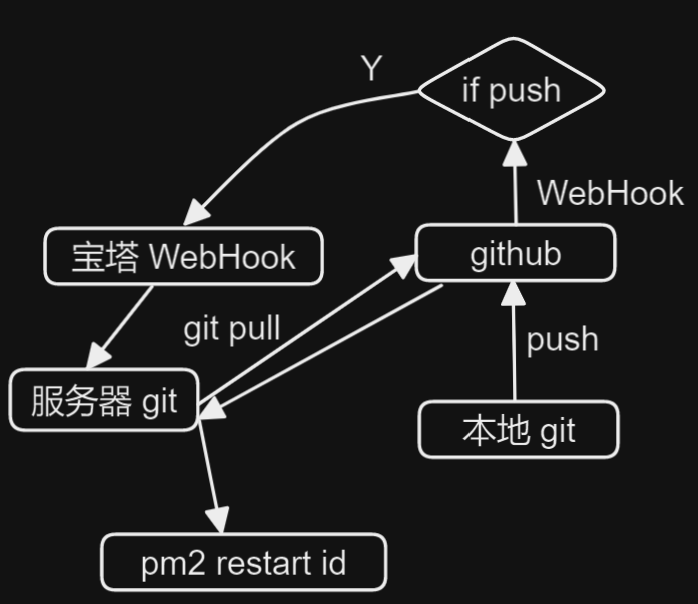 Y
if push
WebHook
宝塔 WebHook
github
git pull
push
服务器 git
本地 git
pm2 restart id